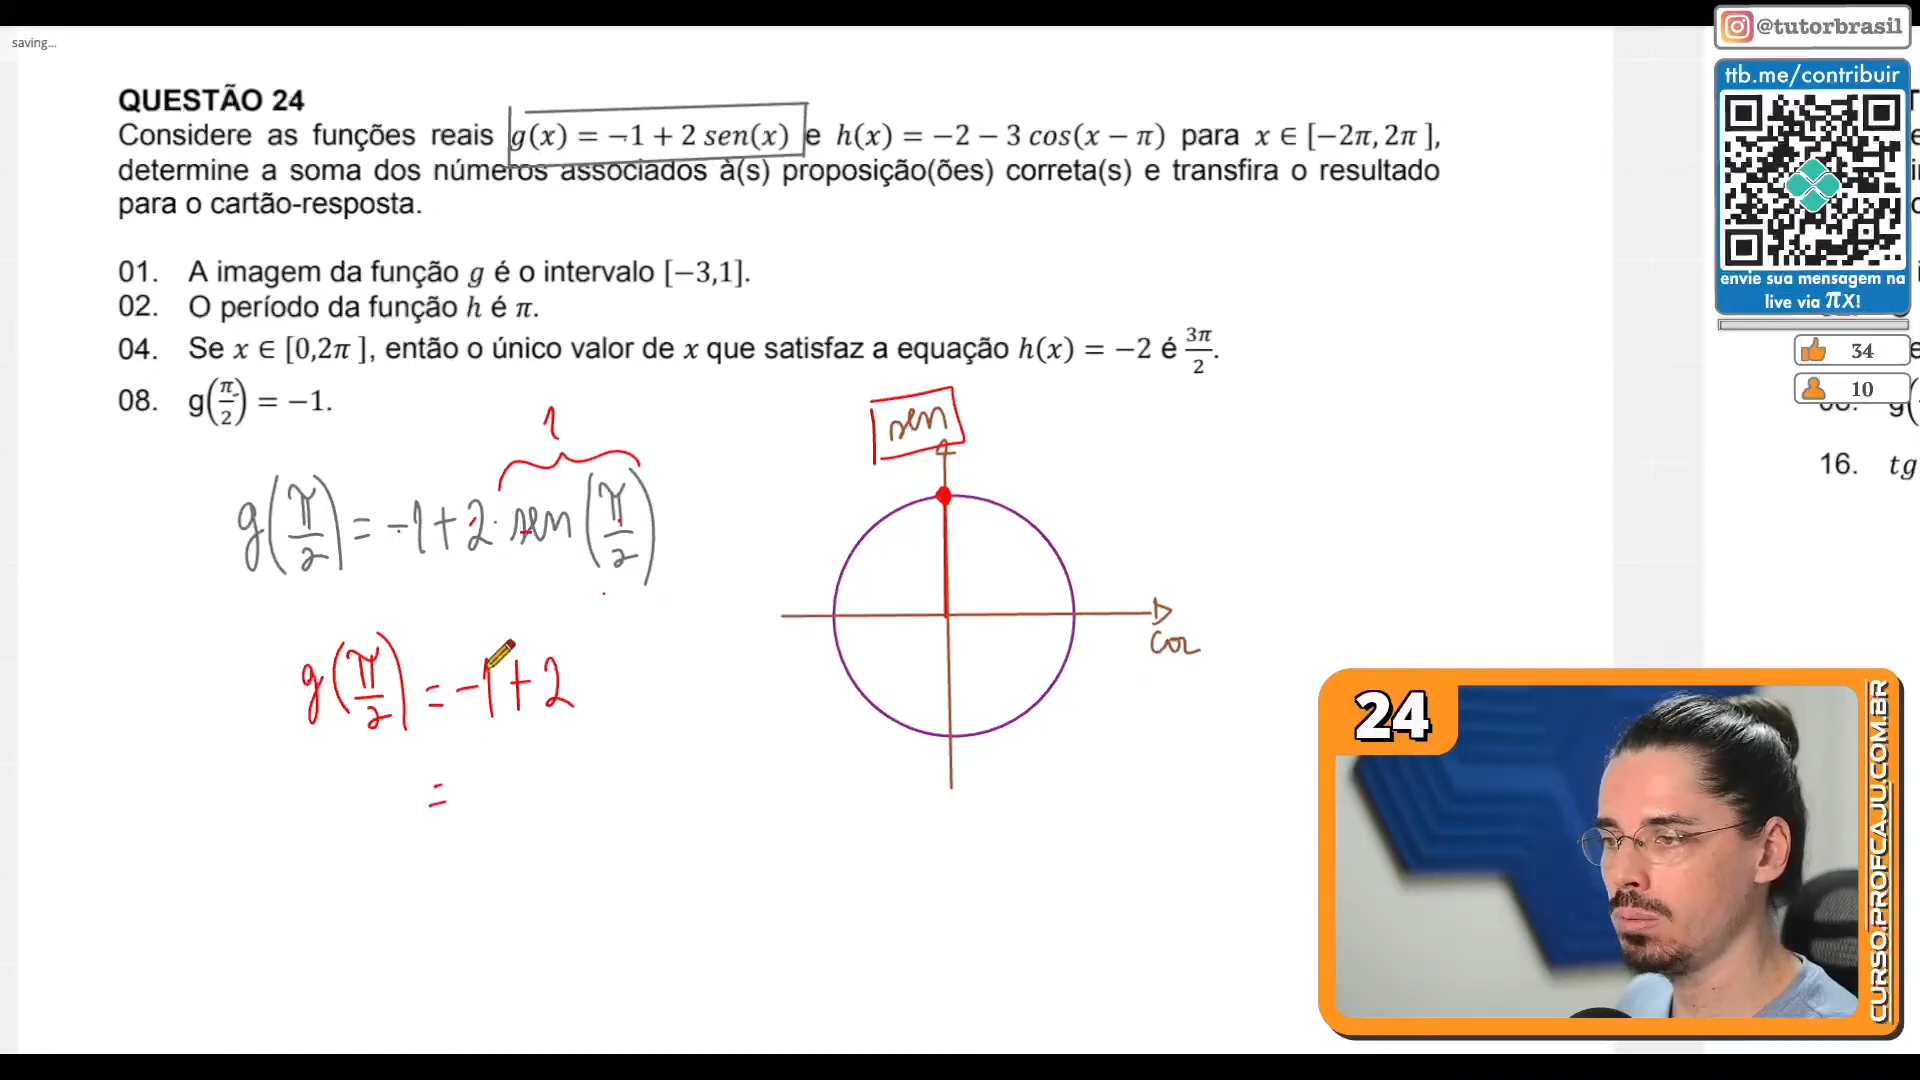 saving...
@tutorbrasil
ttb.me/contribuir
QUESTÃO 24
Considere as funções reais g(x) = −1 + 2 sen(x) e h(x) = −2 − 3 cos(x − π) para x ∈ [−2π, 2π ],
determine a soma dos números associados à(s) proposição(ões) correta(s) e transfira o resultado
para o cartão-resposta.
01. A imagem da função g é o intervalo [−3,1].
02. O período da função h é π.
04. Se x ∈ [0,2π ], então o único valor de x que satisfaz a equação h(x) = −2 é 3π/2.
08. g(π/2) = −1.
envie sua mensagem na
live via πX!
34
10
16. tg
1
sen
g(π/2) = -1 + 2 · sen(π/2)
cos
g(π/2) = -1 + 2
=
24
CURSO.PROFCAJU.COM.BR